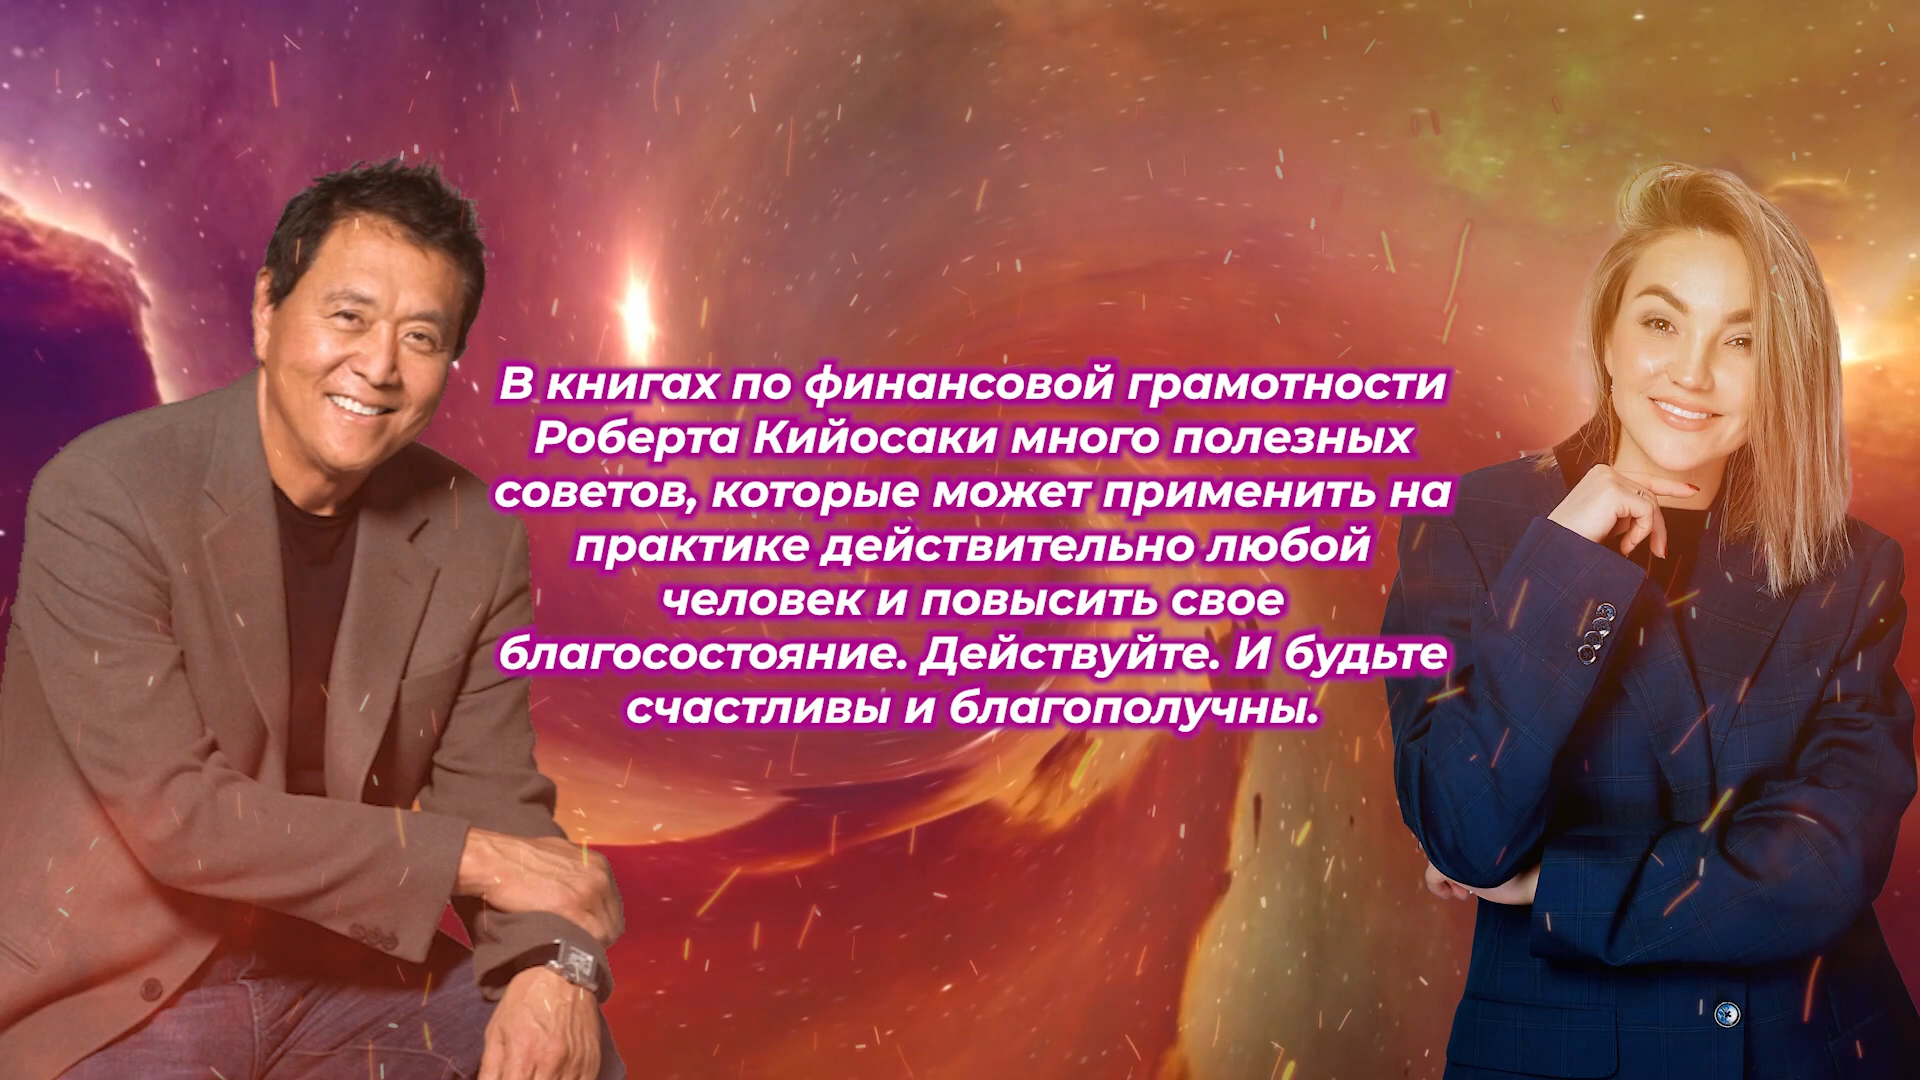 В книгах по финансовой грамотности
Роберта Кийосаки много полезных
советов, которые может применить на
практике действительно любой
человек и повысить свое
благосостояние. Действуйте. И будьте
счастливы и благополучны.